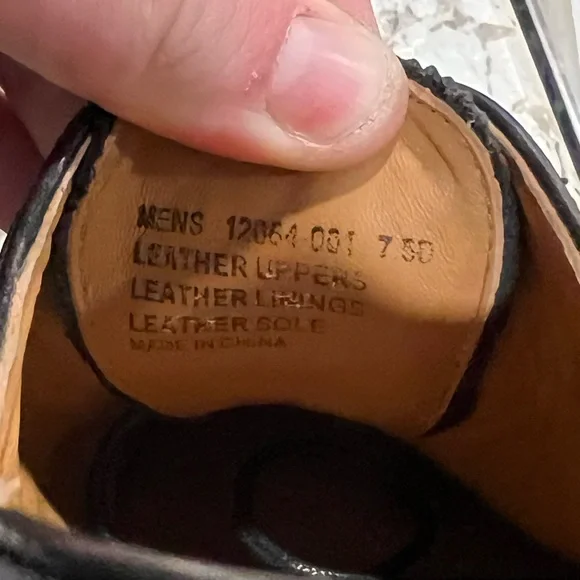 MENS 12064-001 7.5D
LEATHER UPPERS
LEATHER LININGS
LEATHER SOLE
MADE IN CHINA